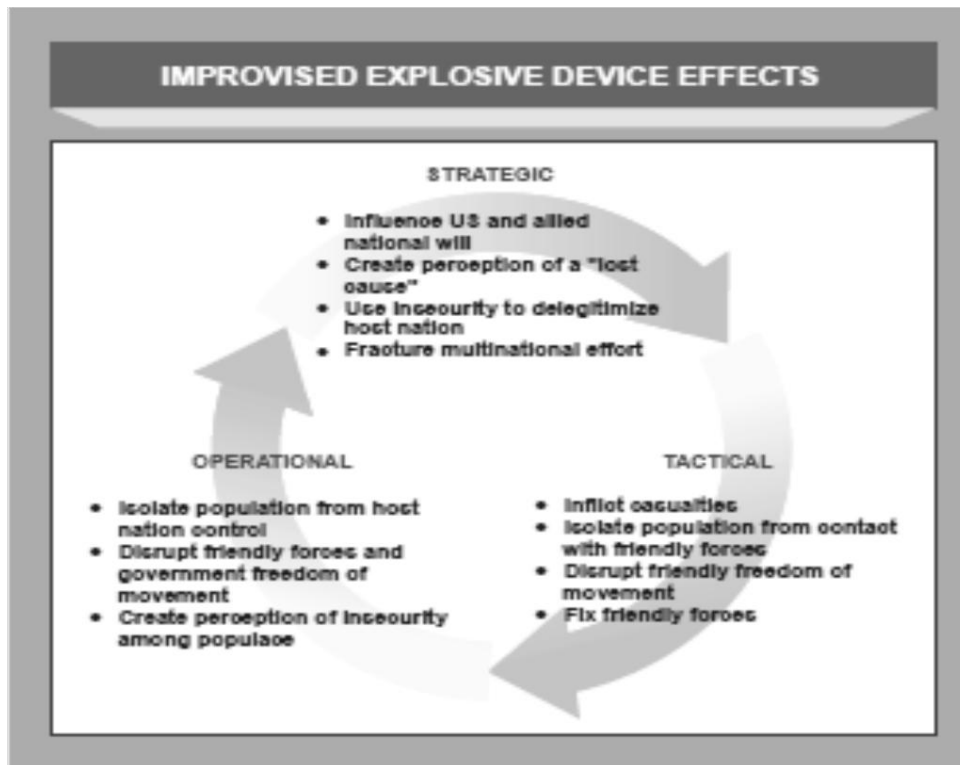 IMPROVISED EXPLOSIVE DEVICE EFFECTS
STRATEGIC
• Influence US and allied
national will
• Create perception of a "lost
cause"
• Use insecurity to delegitimize
host nation
• Fracture multinational effort
OPERATIONAL
• Isolate population from host
nation control
• Disrupt friendly forces and
government freedom of
movement
• Create perception of insecurity
among populace
TACTICAL
• Inflict casualties
• Isolate population from contact
with friendly forces
• Disrupt friendly freedom of
movement
• Fix friendly forces